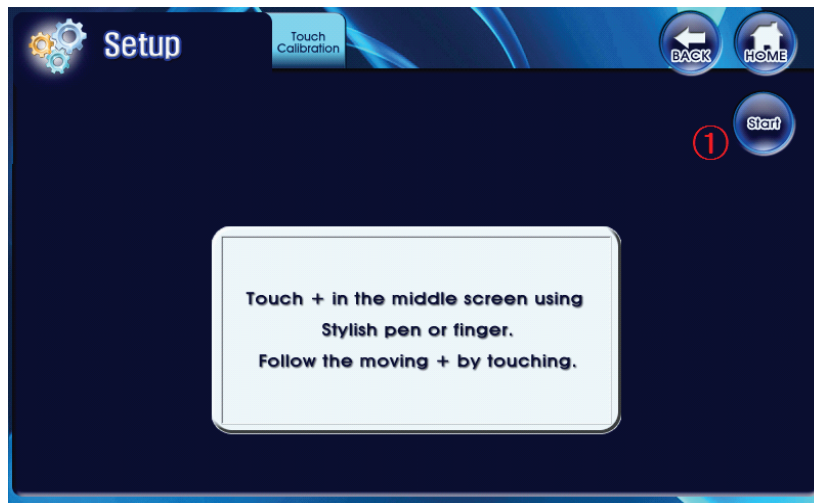 Setup
Touch
Calibration
BACK
HOME
Start
①
Touch + in the middle screen using
Stylish pen or finger.
Follow the moving + by touching.